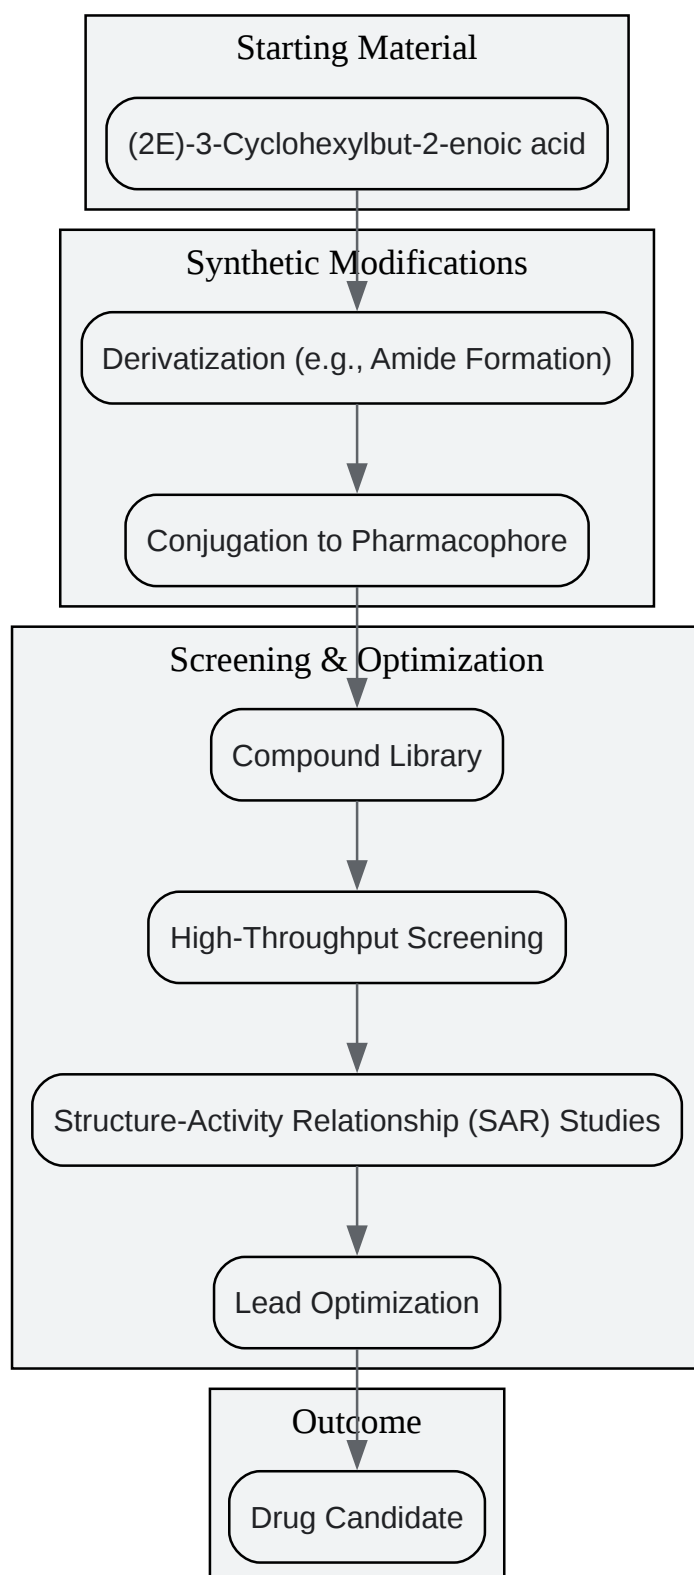 Starting Material
(2E)-3-Cyclohexylbut-2-enoic acid
Synthetic Modifications
Derivatization (e.g., Amide Formation)
Conjugation to Pharmacophore
Screening & Optimization
Compound Library
High-Throughput Screening
Structure-Activity Relationship (SAR) Studies
Lead Optimization
Outcome
Drug Candidate